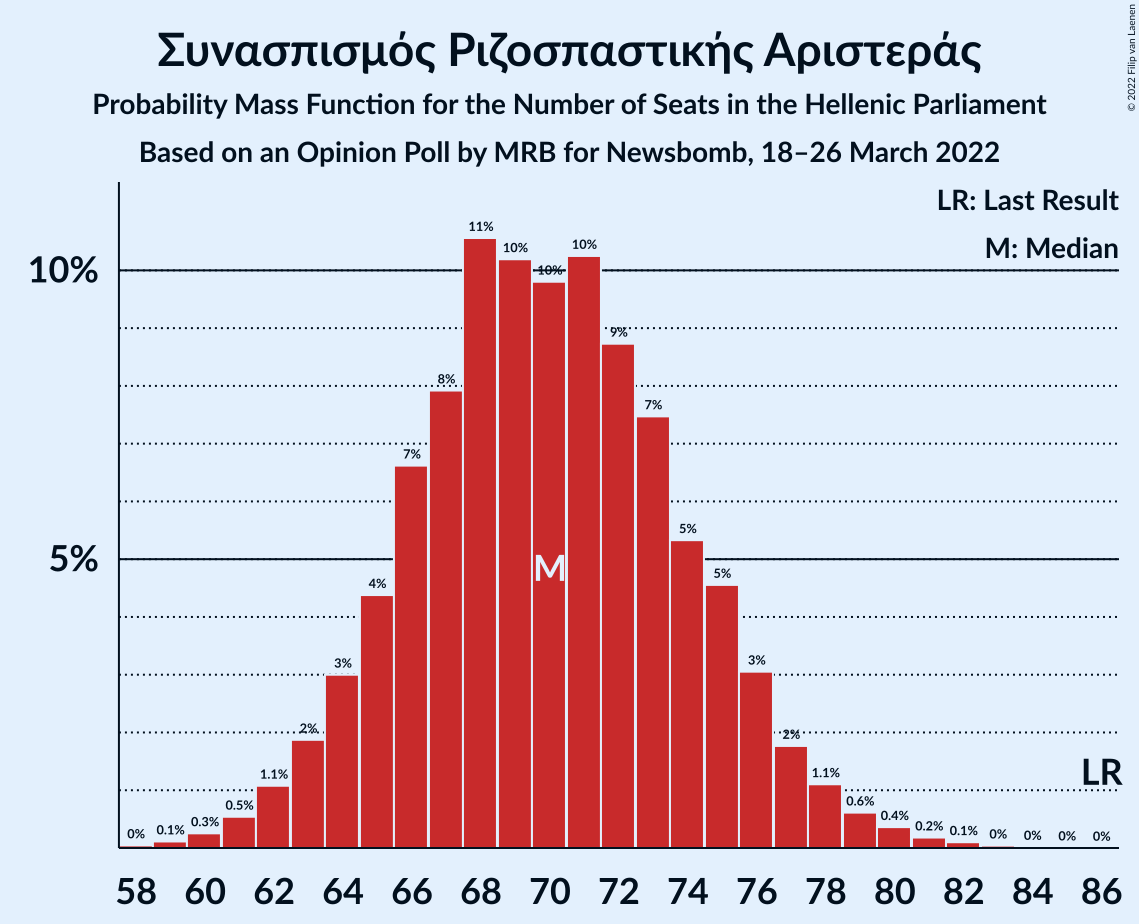 Συνασπισμός Ριζοσπαστικής Αριστεράς
Probability Mass Function for the Number of Seats in the Hellenic Parliament
Based on an Opinion Poll by MRB for Newsbomb, 18–26 March 2022
© 2022 Filip van Laenen
LR: Last Result
M: Median
10%
5%
0% 0.1% 0.3% 0.5% 1.1% 2% 3% 4% 7% 8% 11% 10% 10% 10% 9% 7% 5% 5% 3% 2% 1.1% 0.6% 0.4% 0.2% 0.1% 0% 0% 0% 0%
M
LR
58 60 62 64 66 68 70 72 74 76 78 80 82 84 86